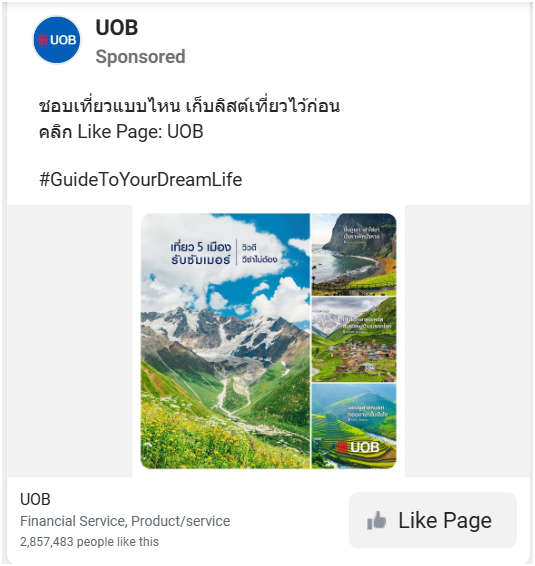 UOB
UOB
Sponsored
ชอบเที่ยวแบบไหน เก็บลิสต์เที่ยวไว้ก่อน
คลิก Like Page: UOB
#GuideToYourDreamLife
เที่ยว 5 เมือง
รับซัมเมอร์
วิวดี
วีซ่าไม่ต้อง
UOB
UOB
Financial Service, Product/service
2,857,483 people like this
Like Page